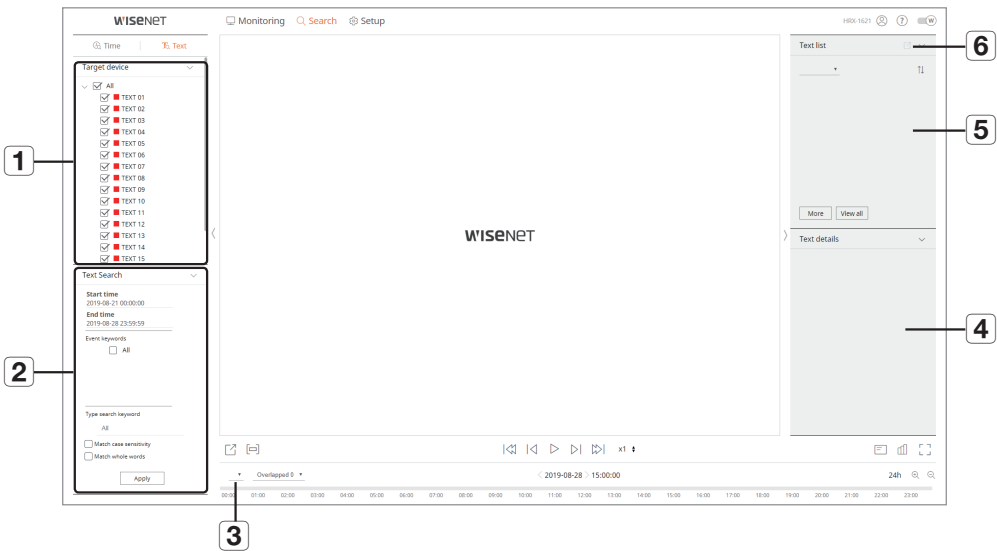 WISENET
Monitoring
Search
Setup
HRX-1621
?
W
Time
Text
Target device
All
TEXT 01
TEXT 02
TEXT 03
TEXT 04
TEXT 05
TEXT 06
TEXT 07
TEXT 08
TEXT 09
TEXT 10
TEXT 11
TEXT 12
TEXT 13
TEXT 14
TEXT 15
1
Text Search
Start time
2019-08-21 00:00:00
End time
2019-08-28 23:59:59
Event keywords
All
Type search keyword
All
Match case sensitivity
Match whole words
Apply
2
WISENET
Text list
6
5
More
View all
Text details
4
x1
Overlapped 0
2019-08-28
15:00:00
24h
00:00 01:00 02:00 03:00 04:00 05:00 06:00 07:00 08:00 09:00 10:00 11:00 12:00 13:00 14:00 15:00 16:00 17:00 18:00 19:00 20:00 21:00 22:00 23:00
3